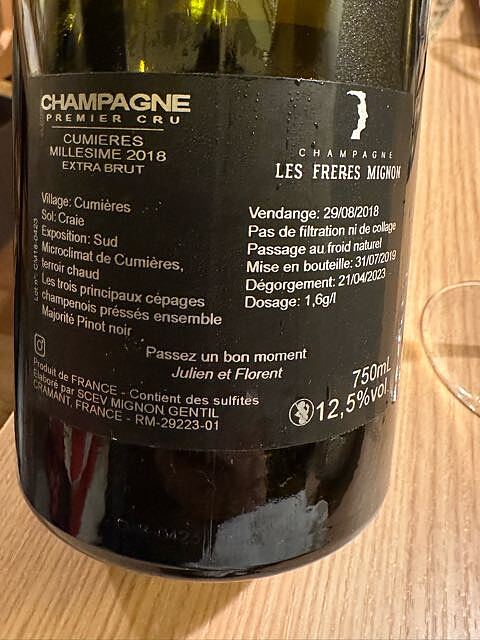 CHAMPAGNE
PREMIER CRU
CUMIERES
MILLESIME 2018
EXTRA BRUT
CHAMPAGNE
LES FRERES MIGNON
Village: Cumières
Sol: Craie
Exposition: Sud
Microclimat de Cumières,
terroir chaud
Les trois principaux cépages
champenois préssés ensemble
Majorité Pinot noir
Lot n°: CM18-0423
Vendange: 29/08/2018
Pas de filtration ni de collage
Passage au froid naturel
Mise en bouteille: 31/07/2019
Dégorgement: 21/04/2023
Dosage: 1,6g/l
Passez un bon moment
Julien et Florent
Produit de FRANCE - Contient des sulfites
Elaboré par SCEV MIGNON GENTIL
CRAMANT, FRANCE - RM-29223-01
750mL
12,5%vol